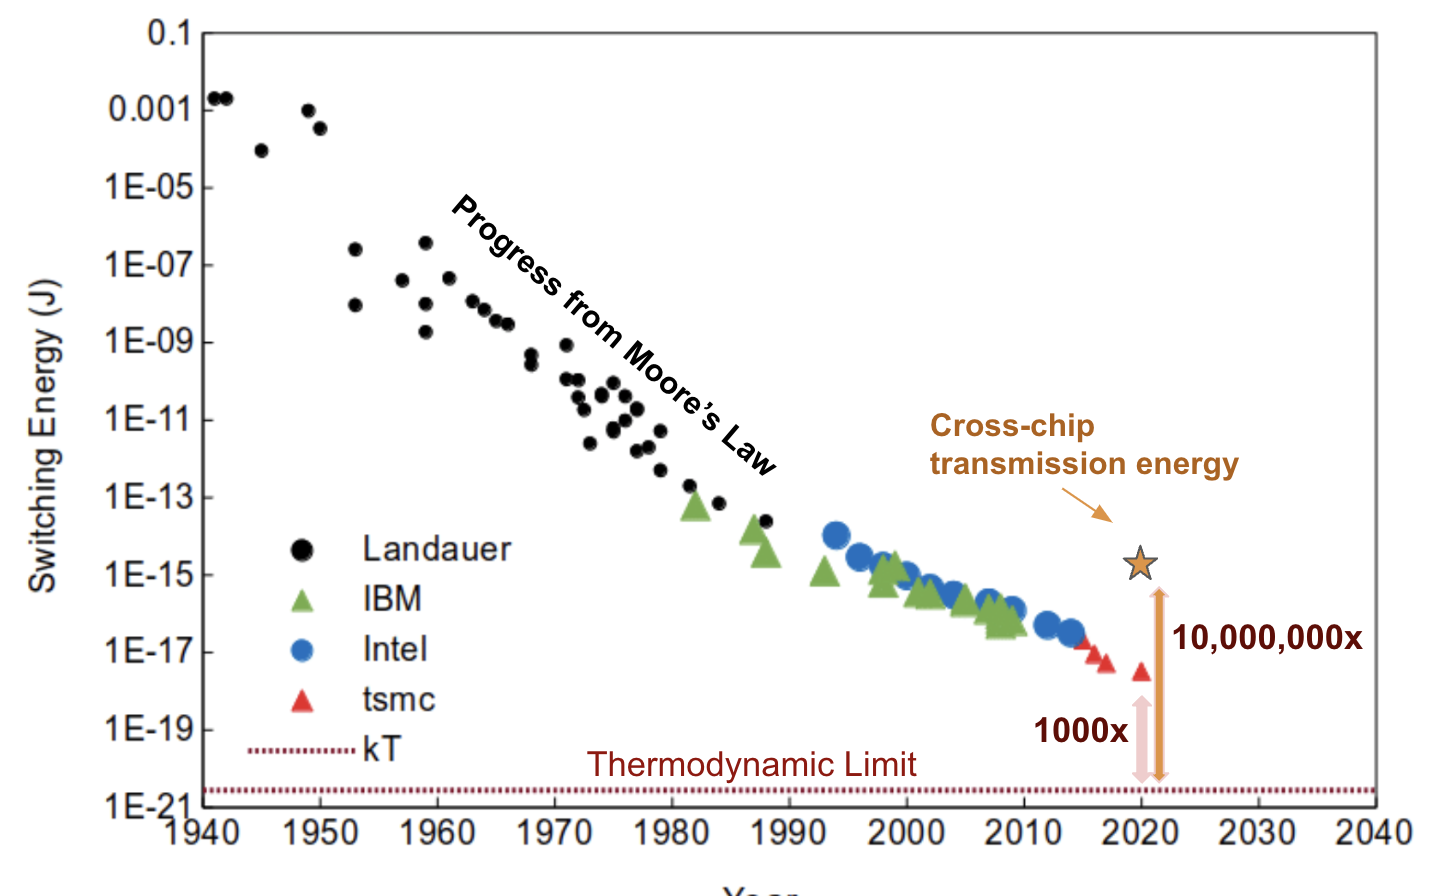 0.1
0.001
1E-05
1E-07
1E-09
1E-11
1E-13
1E-15
1E-17
1E-19
1E-21
Switching Energy (J)
Progress from Moore's Law
Cross-chip
transmission energy
10,000,000x
1000x
Landauer
IBM
Intel
tsmc
kT
Thermodynamic Limit
1940 1950 1960 1970 1980 1990 2000 2010 2020 2030 2040